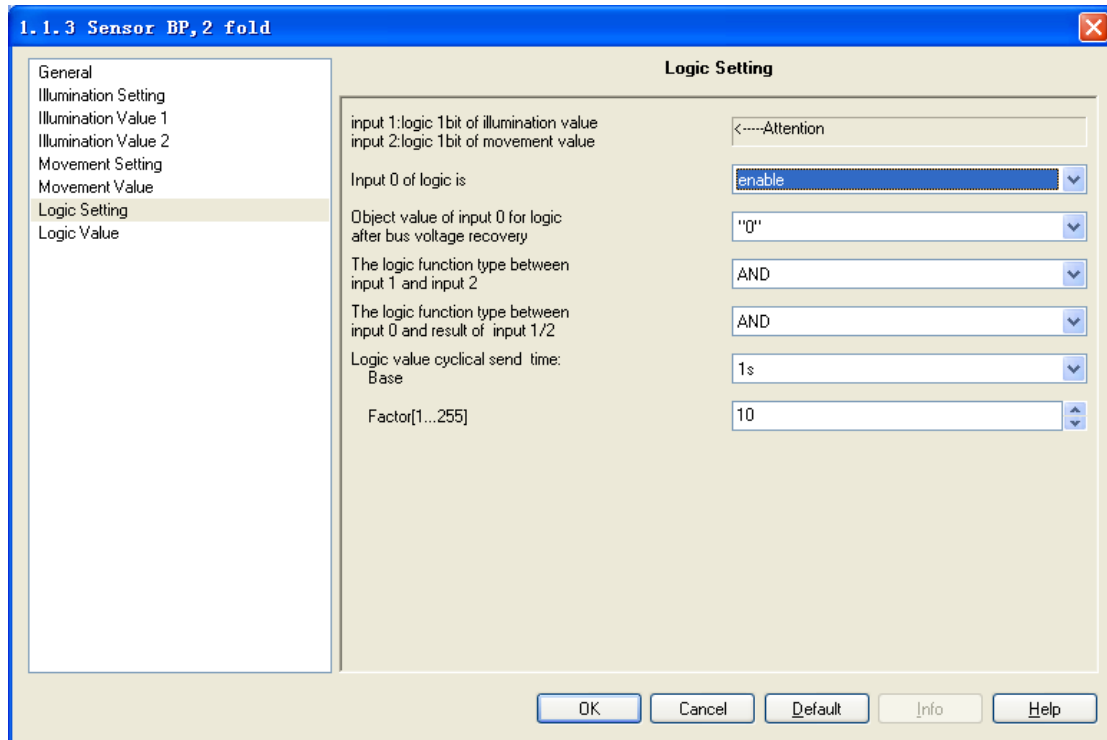 1.1.3 Sensor BP,2 fold
General
Illumination Setting
Illumination Value 1
Illumination Value 2
Movement Setting
Movement Value
Logic Setting
Logic Value
Logic Setting
input 1:logic 1bit of illumination value
input 2:logic 1bit of movement value
<-----Attention
Input 0 of logic is
enable
Object value of input 0 for logic
after bus voltage recovery
"0"
The logic function type between
input 1 and input 2
AND
The logic function type between
input 0 and result of input 1/2
AND
Logic value cyclical send time:
Base
1s
Factor[1...255]
10
OK
Cancel
Default
Info
Help